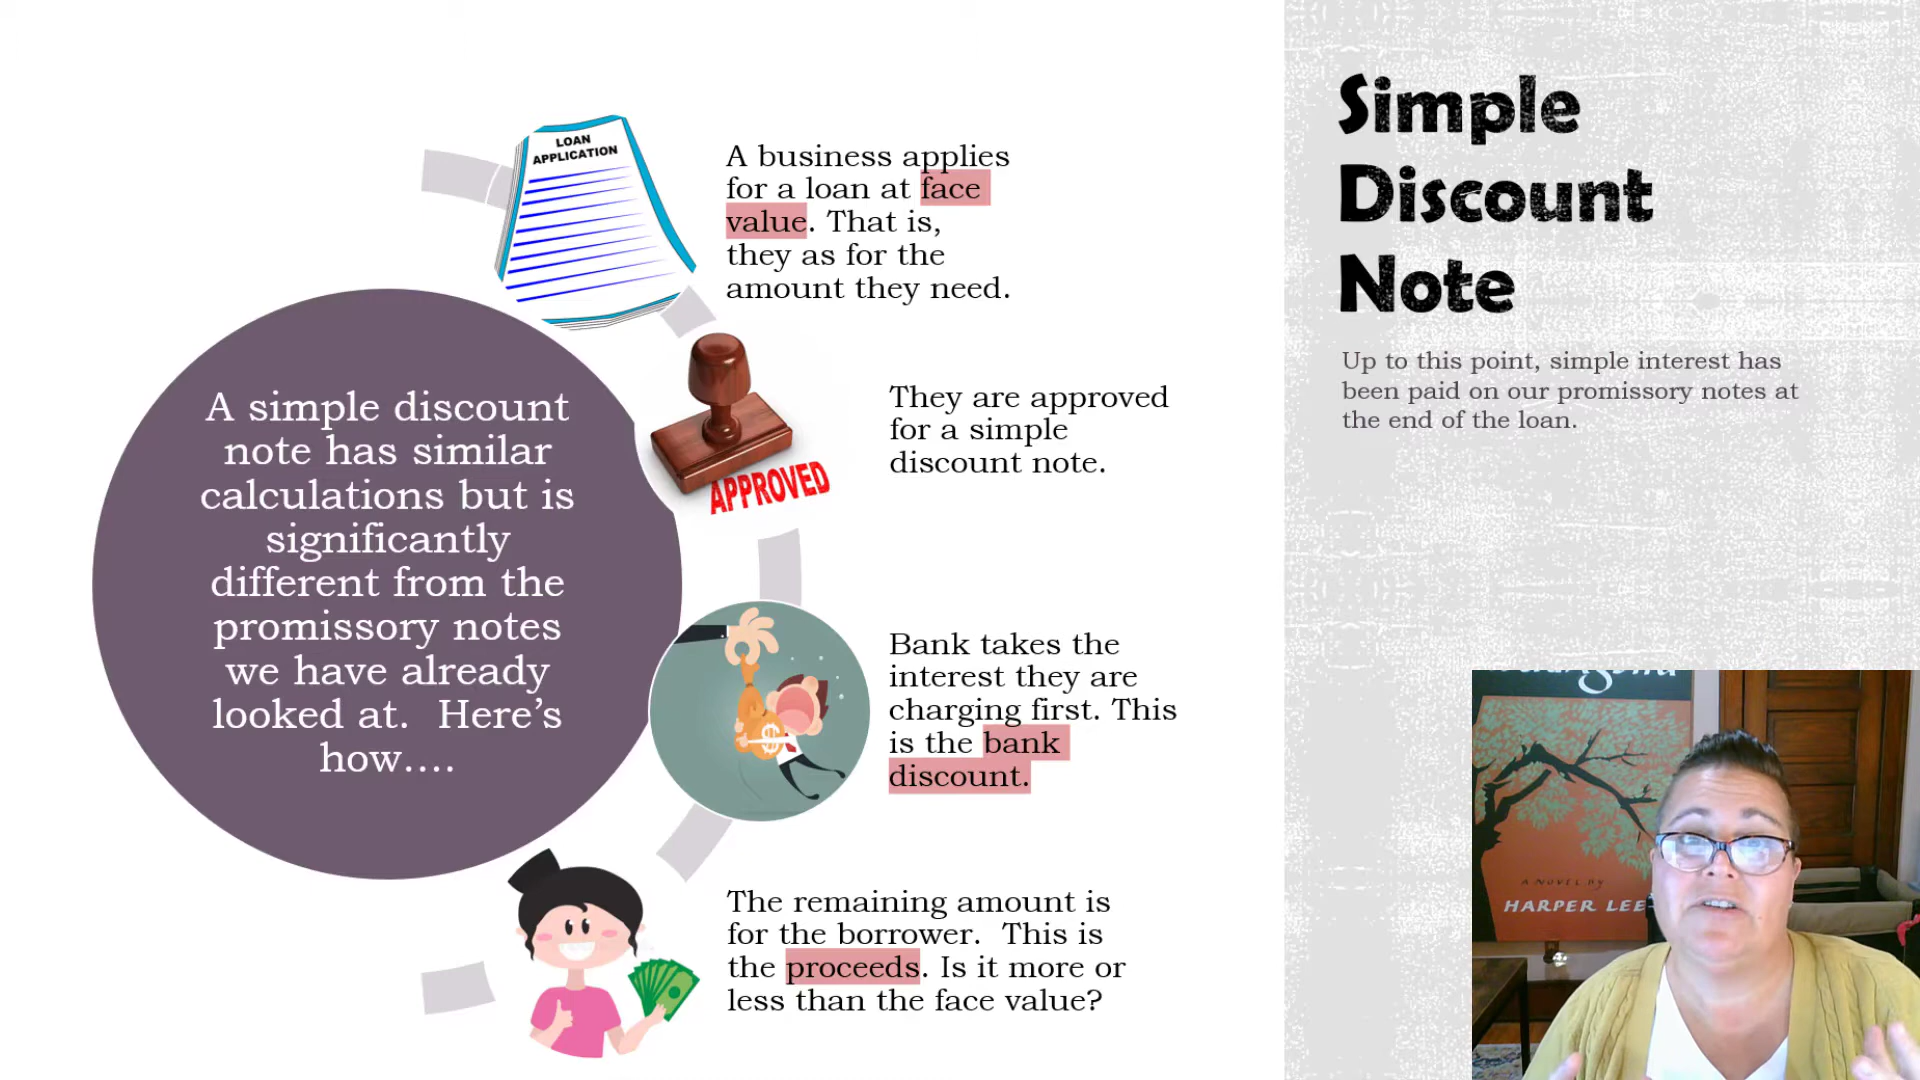 LOAN
APPLICATION
A business applies
for a loan at face
value. That is,
they as for the
amount they need.
APPROVED
They are approved
for a simple
discount note.
A simple discount
note has similar
calculations but is
significantly
different from the
promissory notes
we have already
looked at.  Here’s
how....
Bank takes the
interest they are
charging first. This
is the bank
discount.
The remaining amount is
for the borrower.  This is
the proceeds. Is it more or
less than the face value?
Simple
Discount
Note
Up to this point, simple interest has
been paid on our promissory notes at
the end of the loan.
A NOVEL BY
HARPER LEE